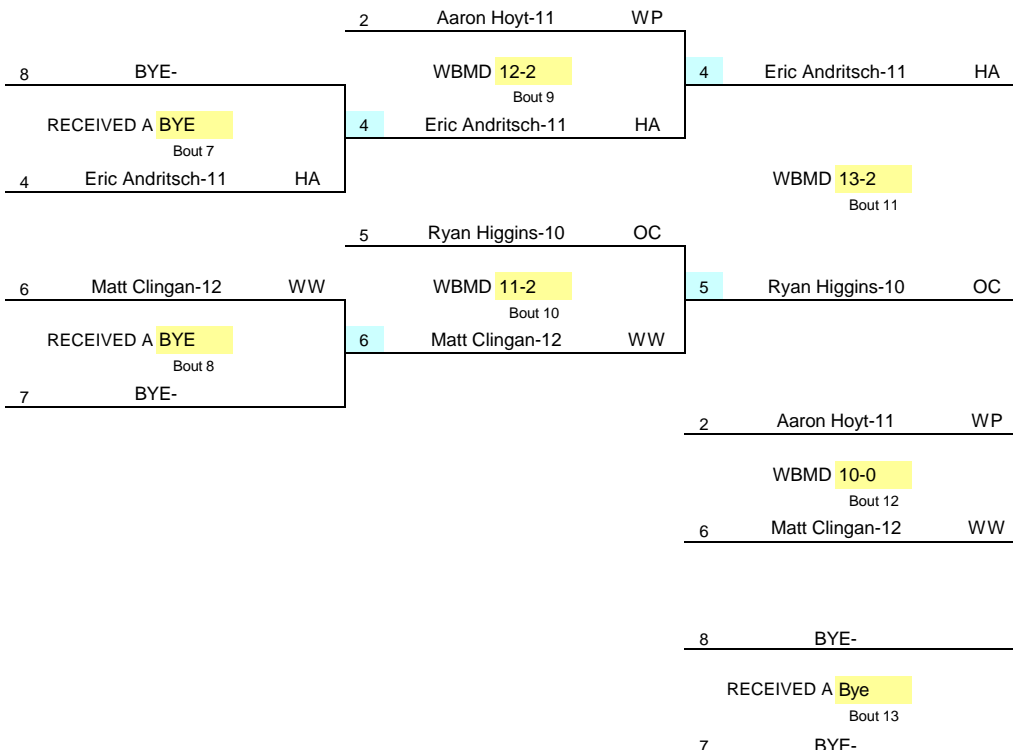 2 Aaron Hoyt-11 WP
8 BYE- WBMD 12-2 4 Eric Andritsch-11 HA
Bout 9
RECEIVED A BYE 4 Eric Andritsch-11 HA
Bout 7
4 Eric Andritsch-11 HA WBMD 13-2
Bout 11
5 Ryan Higgins-10 OC
6 Matt Clingan-12 WW WBMD 11-2 5 Ryan Higgins-10 OC
Bout 10
RECEIVED A BYE 6 Matt Clingan-12 WW
Bout 8
7 BYE-
2 Aaron Hoyt-11 WP
WBMD 10-0
Bout 12
6 Matt Clingan-12 WW
8 BYE-
RECEIVED A Bye
Bout 13
7 BYE-